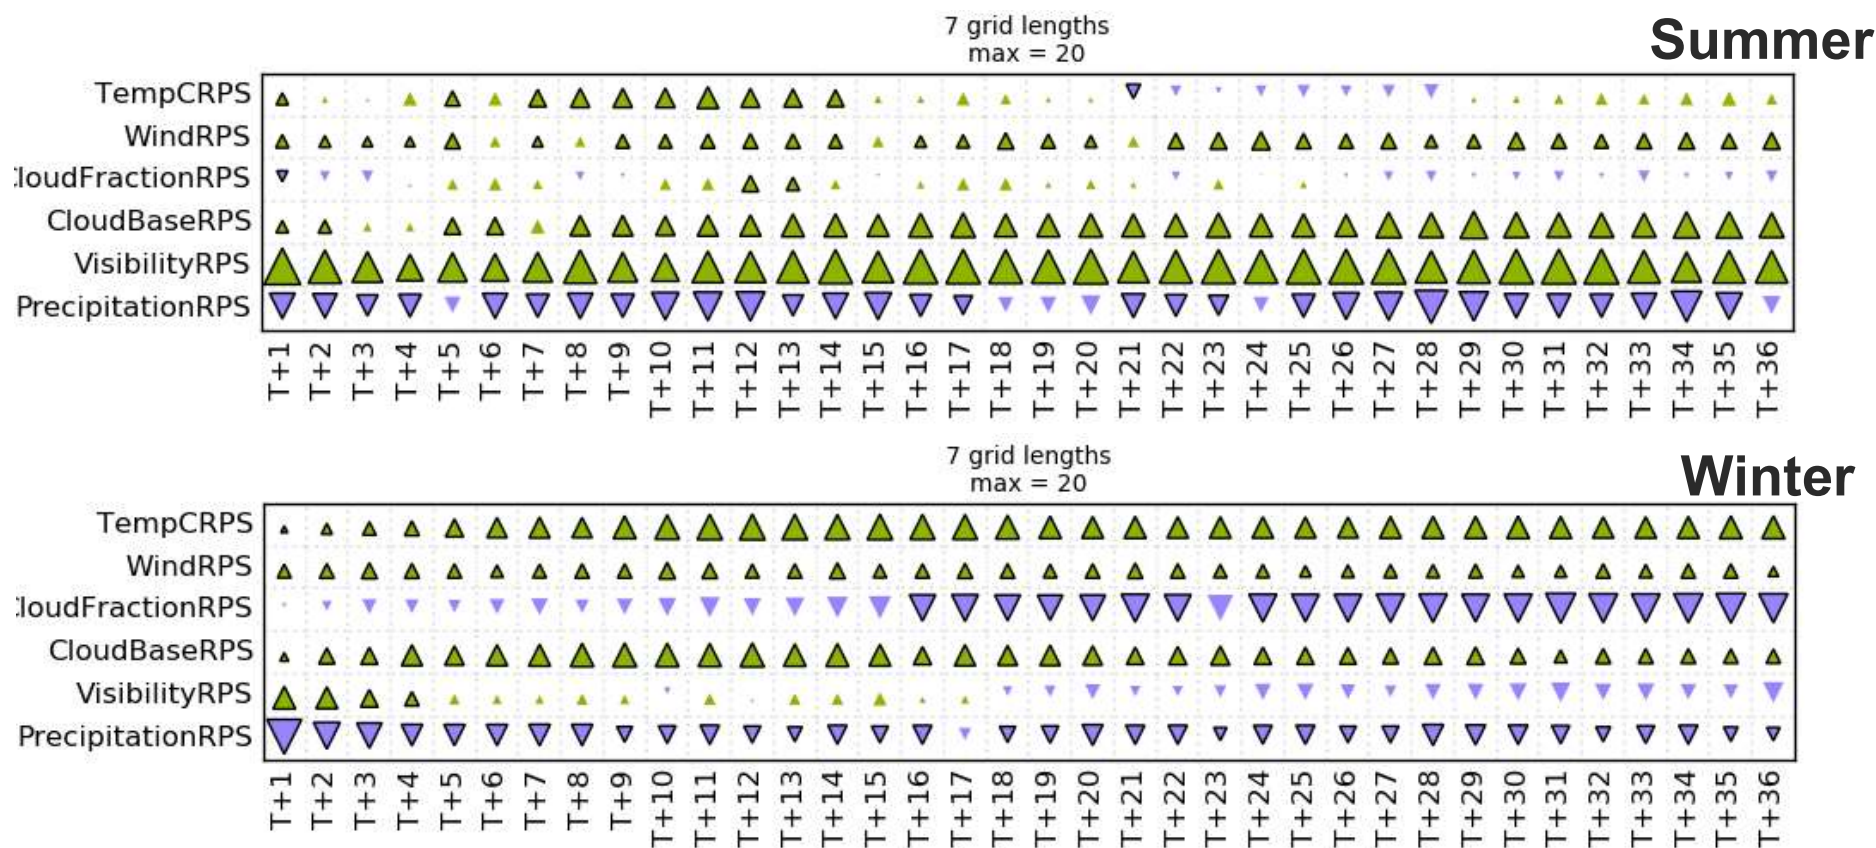 7 grid lengths
max = 20
Summer
TempCRPS
WindRPS
CloudFractionRPS
CloudBaseRPS
VisibilityRPS
PrecipitationRPS
T+1 T+2 T+3 T+4 T+5 T+6 T+7 T+8 T+9 T+10 T+11 T+12 T+13 T+14 T+15 T+16 T+17 T+18 T+19 T+20 T+21 T+22 T+23 T+24 T+25 T+26 T+27 T+28 T+29 T+30 T+31 T+32 T+33 T+34 T+35 T+36
7 grid lengths
max = 20
Winter
TempCRPS
WindRPS
CloudFractionRPS
CloudBaseRPS
VisibilityRPS
PrecipitationRPS
T+1 T+2 T+3 T+4 T+5 T+6 T+7 T+8 T+9 T+10 T+11 T+12 T+13 T+14 T+15 T+16 T+17 T+18 T+19 T+20 T+21 T+22 T+23 T+24 T+25 T+26 T+27 T+28 T+29 T+30 T+31 T+32 T+33 T+34 T+35 T+36